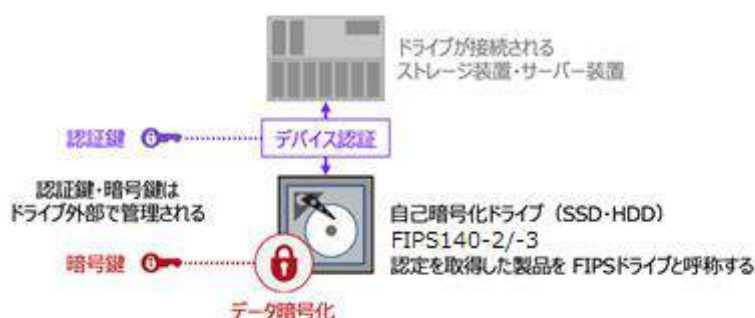 ドライブが接続される
ストレージ装置・サーバー装置
認証鍵
デバイス認証
認証鍵・暗号鍵は
ドライブ外部で管理される
自己暗号化ドライブ（SSD・HDD）
FIPS140-2/-3
認定を取得した製品を FIPSドライブと呼称する
暗号鍵
データ暗号化